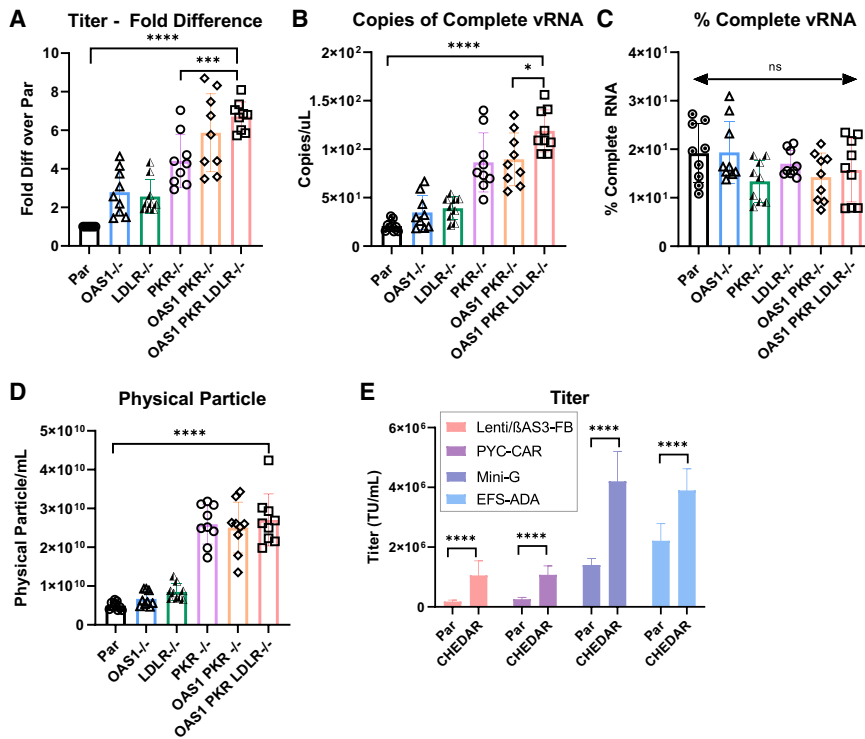 A
Titer - Fold Difference
****
***
Fold Diff over Par
10
8
6
4
2
0
Par
OAS1-/-
LDLR-/-
PKR-/-
OAS1 PKR-/-
OAS1 PKR LDLR-/-
B
Copies of Complete vRNA
****
*
Copies/uL
2×10²
2×10²
1×10²
5×10¹
0
Par
OAS1-/-
LDLR-/-
PKR-/-
OAS1 PKR-/-
OAS1 PKR LDLR-/-
C
% Complete vRNA
ns
% Complete RNA
4×10¹
3×10¹
2×10¹
1×10¹
0
Par
OAS1-/-
PKR-/-
LDLR-/-
OAS1 PKR-/-
OAS1 PKR LDLR-/-
D
Physical Particle
****
Physical Particle/mL
5×10¹⁰
4×10¹⁰
3×10¹⁰
2×10¹⁰
1×10¹⁰
0
Par
OAS1-/-
LDLR-/-
PKR -/-
OAS1 PKR -/-
OAS1 PKR LDLR-/-
E
Titer
Lenti/ßAS3-FB
PYC-CAR
Mini-G
EFS-ADA
****
****
****
****
Titer (TU/mL)
6×10⁶
4×10⁶
2×10⁶
0
Par
CHEDAR
Par
CHEDAR
Par
CHEDAR
Par
CHEDAR